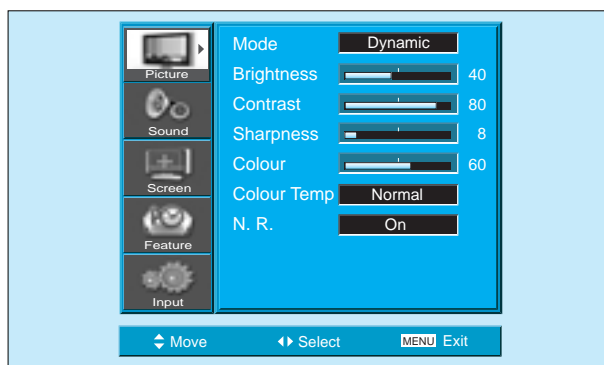 Picture
Sound
Screen
Feature
Input
Mode Dynamic
Brightness 40
Contrast 80
Sharpness 8
Colour 60
Colour Temp Normal
N. R. On
Move Select MENU Exit